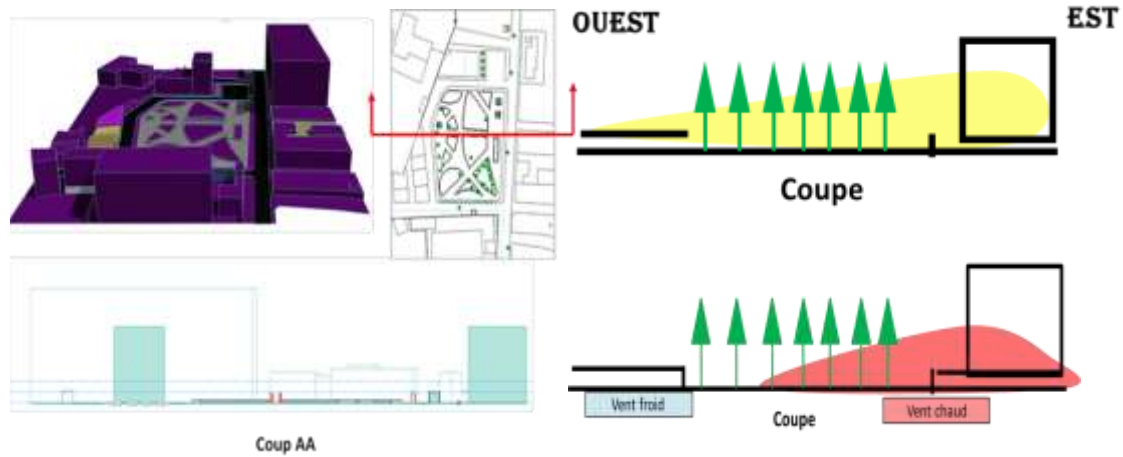 OUEST
EST
Coupe
Vent froid
Vent chaud
Coupe
Coup AA